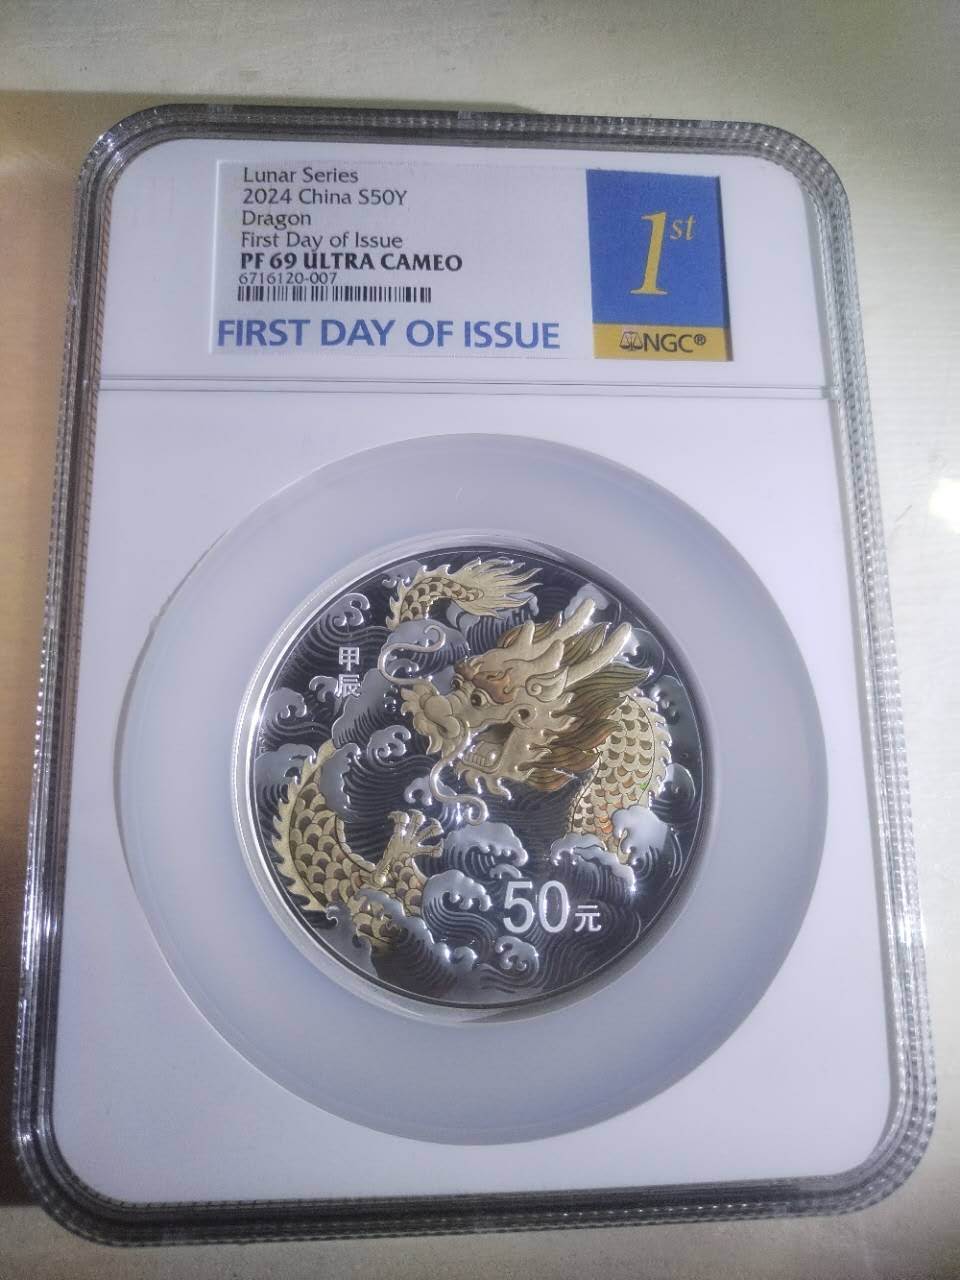 Lunar Series
2024 China S50Y
Dragon
First Day of Issue
PF 69 ULTRA CAMEO
6716120-007
FIRST DAY OF ISSUE
1st
NGC®
甲
辰
50元